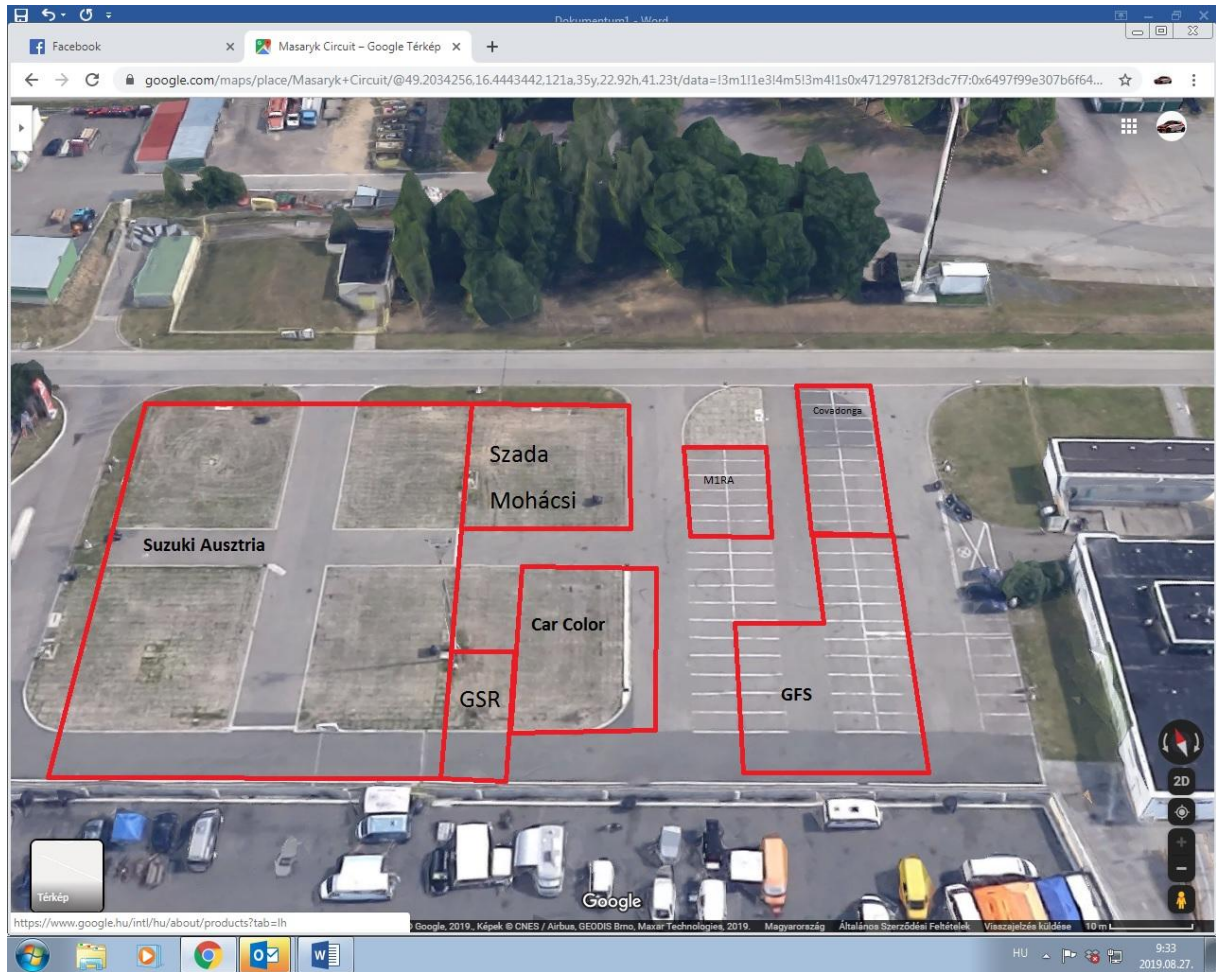 Dokumentum1 - Word
Facebook
Masaryk Circuit – Google Térkép
google.com/maps/place/Masaryk+Circuit/@49.2034256,16.4443442,121a,35y,22.92h,41.23t/data=!3m1!1e3!4m5!3m4!1s0x471297812f3dc7f7:0x6497f99e307b6f64...
Covadonga
Szada
Mohácsi
M1RA
Suzuki Ausztria
Car Color
GSR
GFS
2D
Térkép
Google
https://www.google.hu/intl/hu/about/products?tab=lh
Google, 2019., Képek © CNES / Airbus, GEODIS Brno, Maxar Technologies, 2019. Magyarország Általános Szerződési Feltételek Visszajelzés küldése 10 m
HU
9:33
2019.08.27.